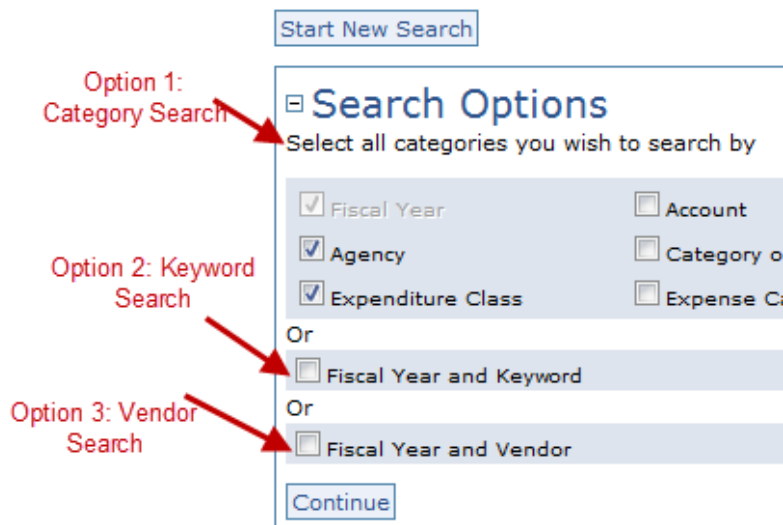 Start New Search
Option 1:
Category Search
Search Options
Select all categories you wish to search by
Fiscal Year
Account
Agency
Category o
Expenditure Class
Expense Ca
Option 2: Keyword
Search
Or
Fiscal Year and Keyword
Or
Option 3: Vendor
Search
Fiscal Year and Vendor
Continue